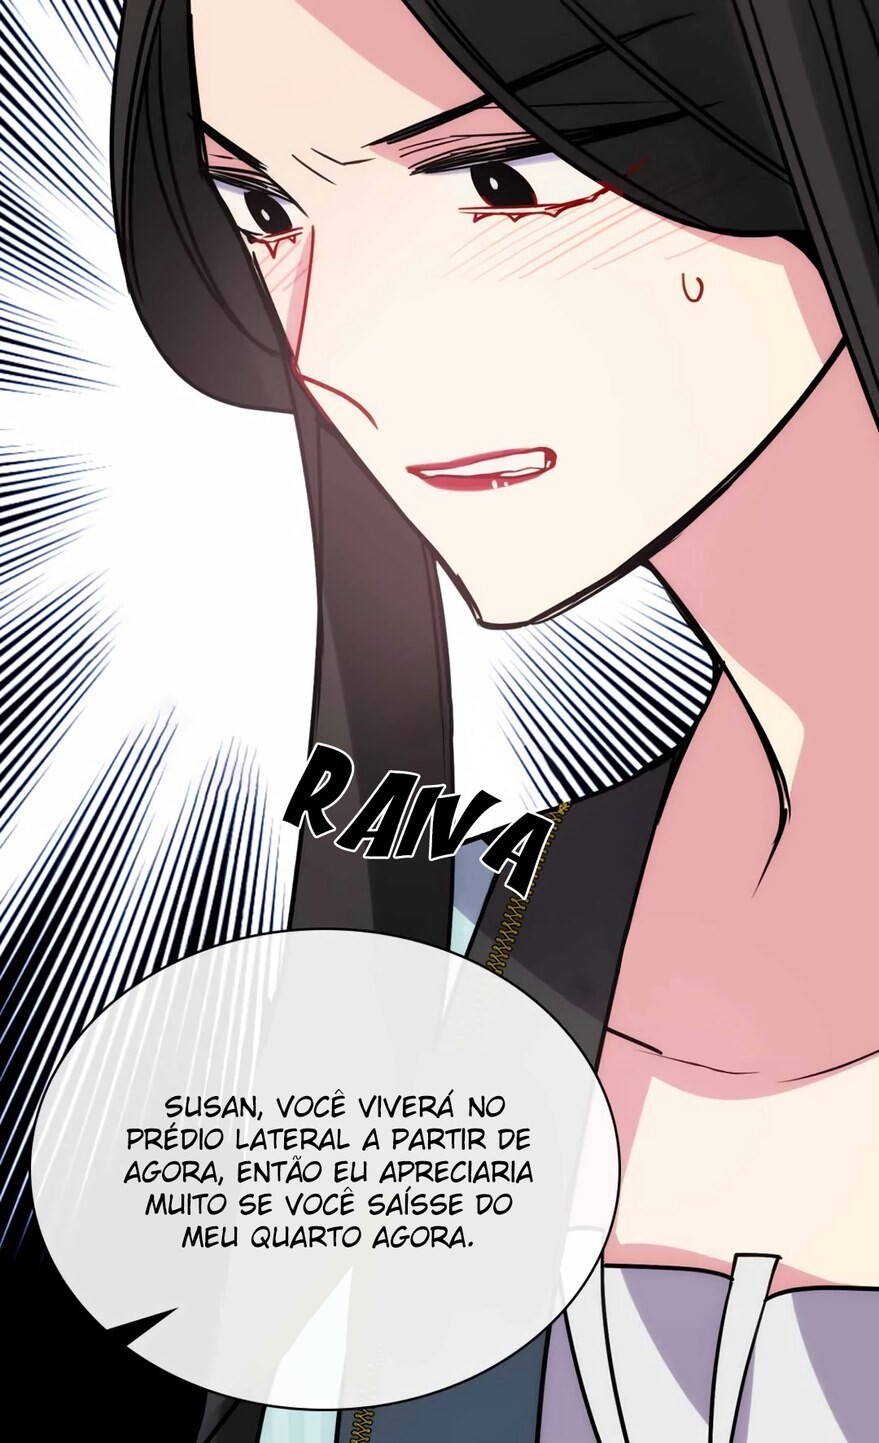 RAIVA
SUSAN, VOCÊ VIVERÁ NO
PRÉDIO LATERAL A PARTIR DE
AGORA, ENTÃO EU APRECIARIA
MUITO SE VOCÊ SAÍSSE DO
MEU QUARTO AGORA.